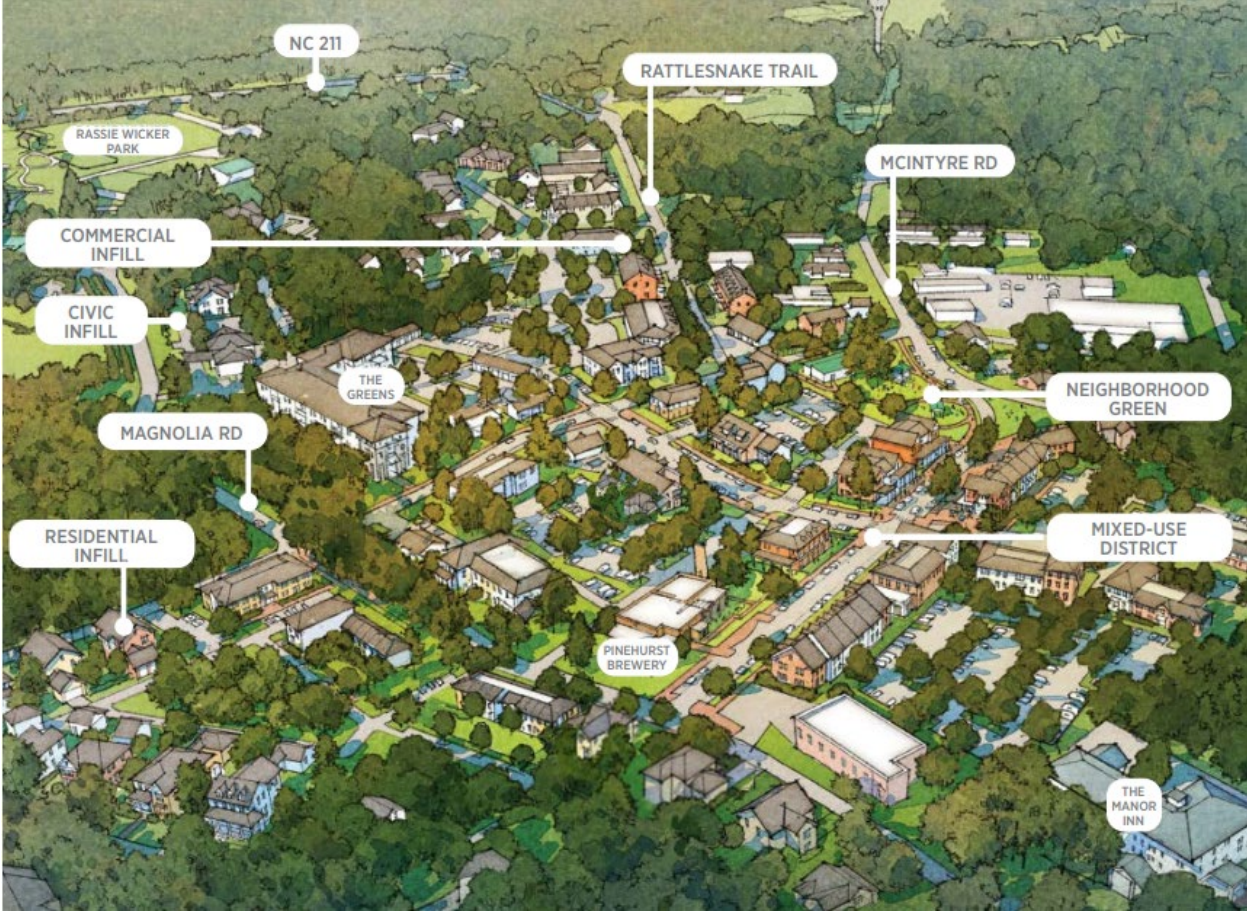 NC 211
RATTLESNAKE TRAIL
RASSIE WICKER
PARK
MCINTYRE RD
COMMERCIAL
INFILL
CIVIC
INFILL
THE
GREENS
NEIGHBORHOOD
GREEN
MAGNOLIA RD
RESIDENTIAL
INFILL
MIXED-USE
DISTRICT
PINEHURST
BREWERY
THE
MANOR
INN